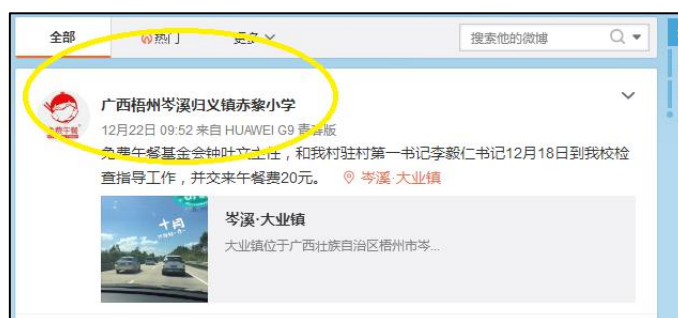 全部 热门 更多 搜索他的微博
广西梧州岑溪归义镇赤黎小学
免费午餐
12月22日 09:52 来自 HUAWEI G9 青春版
免费午餐基金会钟叶立主任，和我村驻村第一书记李毅仁书记12月18日到我校检
查指导工作，并交来午餐费20元。 岑溪·大业镇
岑溪·大业镇
大业镇位于广西壮族自治区梧州市岑...